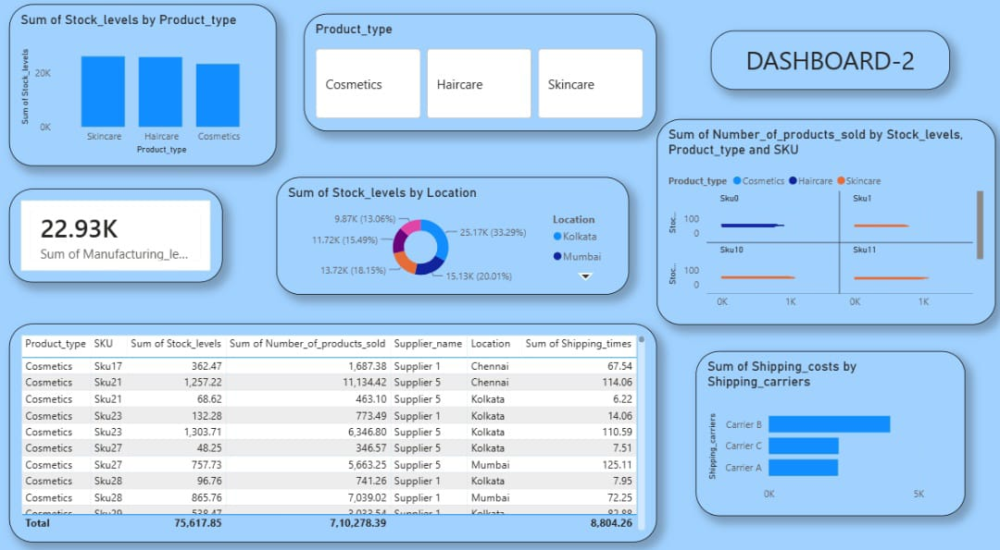 Sum of Stock_levels by Product_type
Sum of Stock_levels
20K
0K
Skincare Haircare Cosmetics
Product_type
Product_type
Cosmetics Haircare Skincare
DASHBOARD-2
22.93K
Sum of Manufacturing_le...
Sum of Stock_levels by Location
9.87K (13.06%)
11.72K (15.49%)
13.72K (18.15%)
25.17K (33.29%)
15.13K (20.01%)
Location
Kolkata
Mumbai
Sum of Number_of_products_sold by Stock_levels,
Product_type and SKU
Product_type Cosmetics Haircare Skincare
Sku0 Sku1
Stoc...
100
0
Sku10 Sku11
Stoc...
100
0
0K 1K 0K 1K
Product_type SKU Sum of Stock_levels Sum of Number_of_products_sold Supplier_name Location Sum of Shipping_times
Cosmetics Sku17 362.47 1,687.38 Supplier 1 Chennai 67.54
Cosmetics Sku21 1,257.22 11,134.42 Supplier 5 Chennai 114.06
Cosmetics Sku21 68.62 463.10 Supplier 5 Kolkata 6.22
Cosmetics Sku23 132.28 773.49 Supplier 1 Kolkata 14.06
Cosmetics Sku23 1,303.71 6,346.80 Supplier 5 Kolkata 110.59
Cosmetics Sku27 48.25 346.57 Supplier 1 Kolkata 7.51
Cosmetics Sku27 757.73 5,663.25 Supplier 5 Mumbai 125.11
Cosmetics Sku28 96.76 741.26 Supplier 1 Kolkata 7.95
Cosmetics Sku28 865.76 7,039.02 Supplier 1 Mumbai 72.25
Cosmetics Sku29 538.47 3,033.54 Supplier 1 Kolkata 82.88
Total 75,617.85 7,10,278.39 8,804.26
Sum of Shipping_costs by
Shipping_carriers
Shipping_carriers
Carrier B
Carrier C
Carrier A
0K 5K